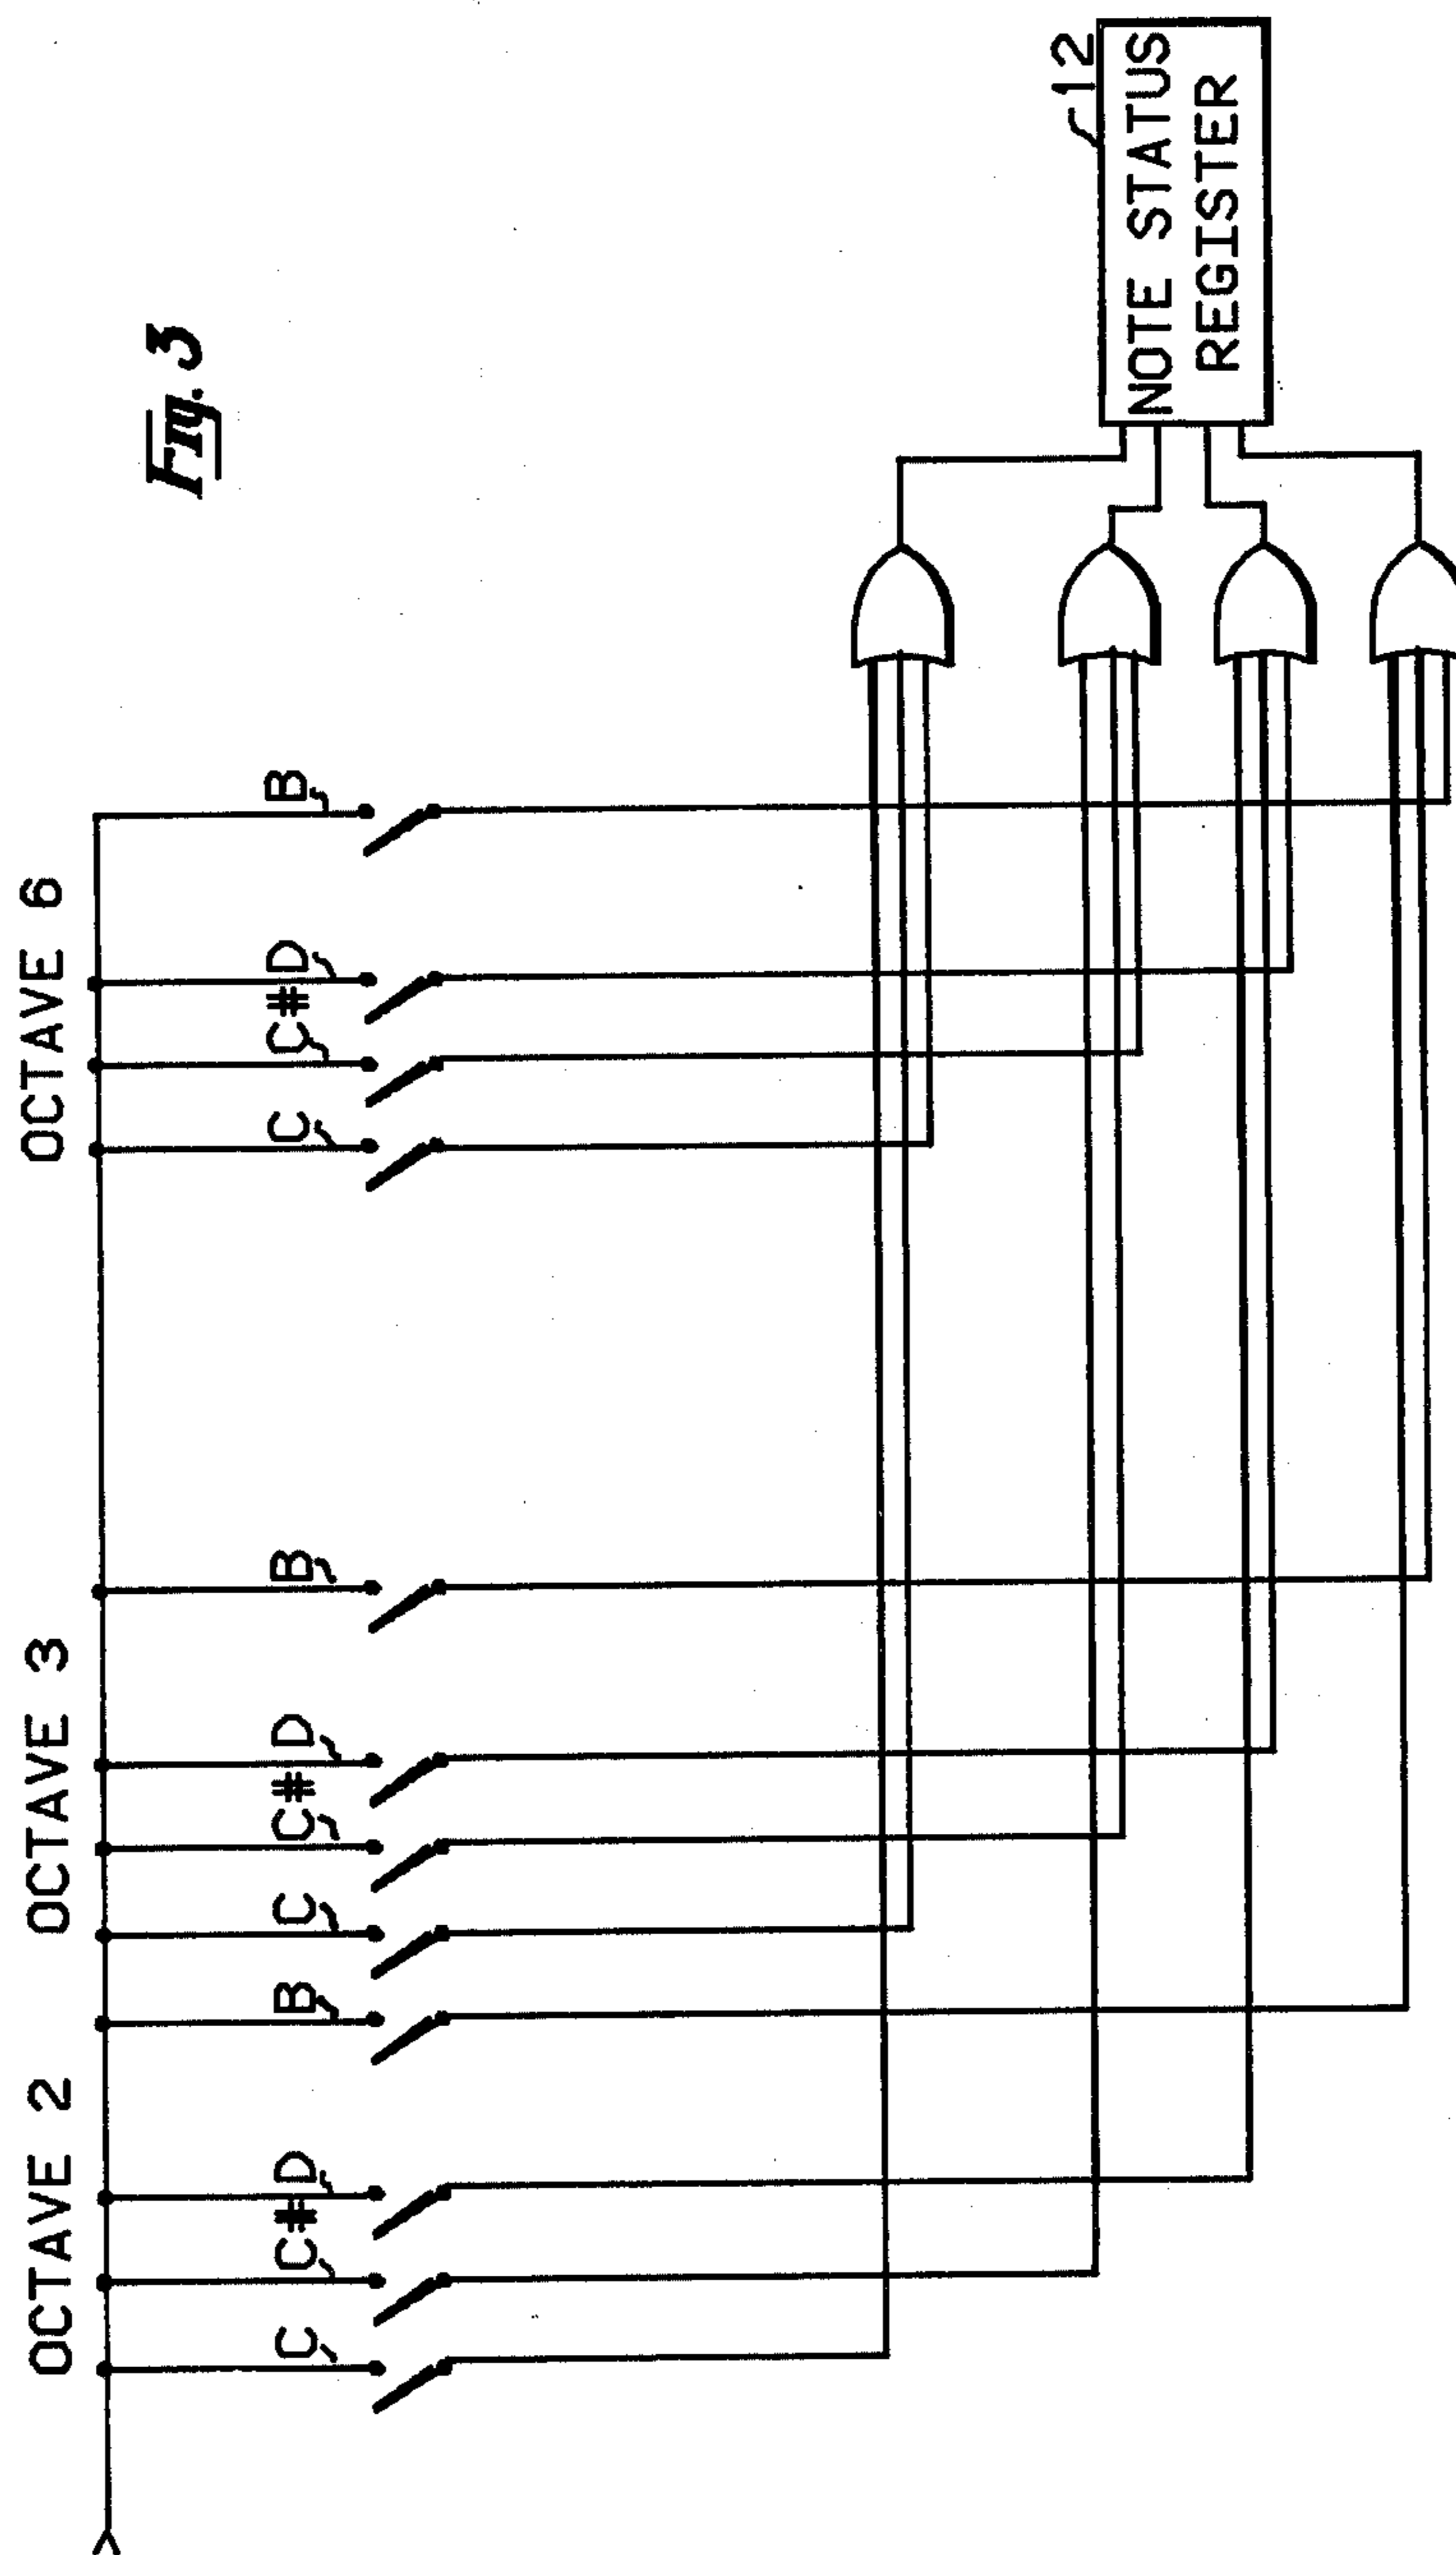 Fig. 3
OCTAVE 2 OCTAVE 3 OCTAVE 6
C C# D B C C# D B C C# D B
12
NOTE STATUS
REGISTER